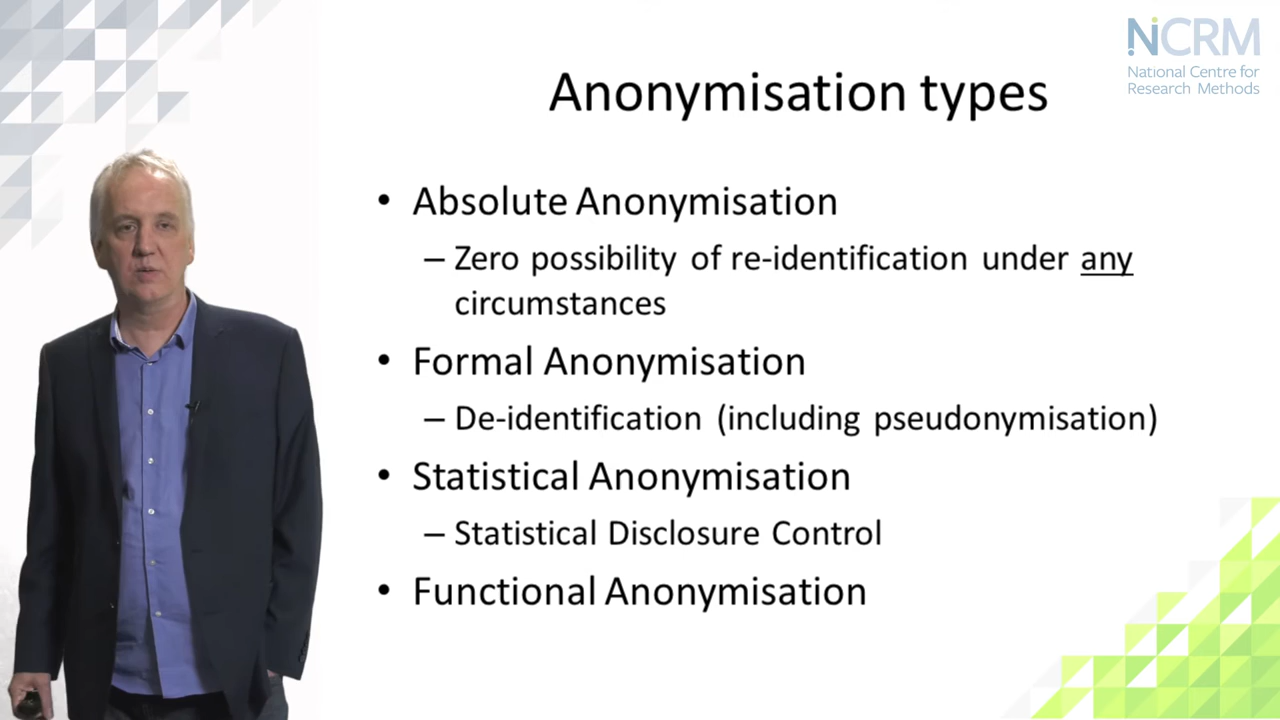 NCRM
National Centre for
Research Methods
Anonymisation types
• Absolute Anonymisation
– Zero possibility of re-identification under any
circumstances
• Formal Anonymisation
– De-identification (including pseudonymisation)
• Statistical Anonymisation
– Statistical Disclosure Control
• Functional Anonymisation